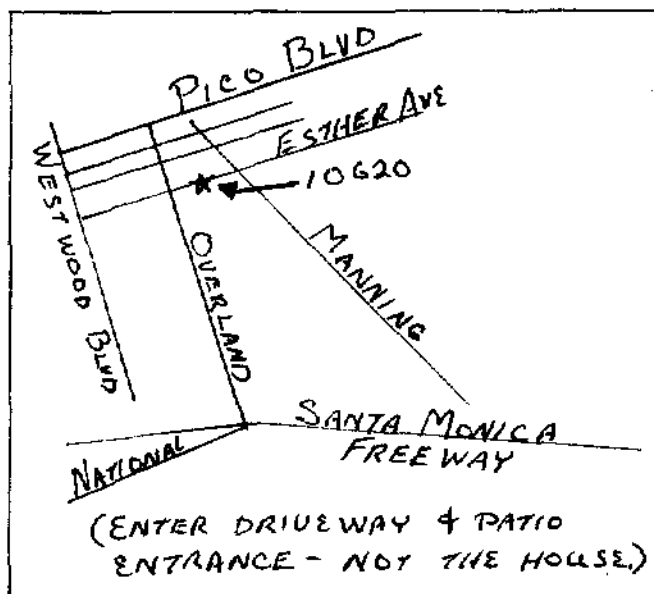 PICO BLVD
ESTHER AVE
10620
WESTWOOD BLVD
OVERLAND
MANNING
SANTA MONICA
FREEWAY
NATIONAL
(ENTER DRIVEWAY & PATIO
ENTRANCE - NOT THE HOUSE.)